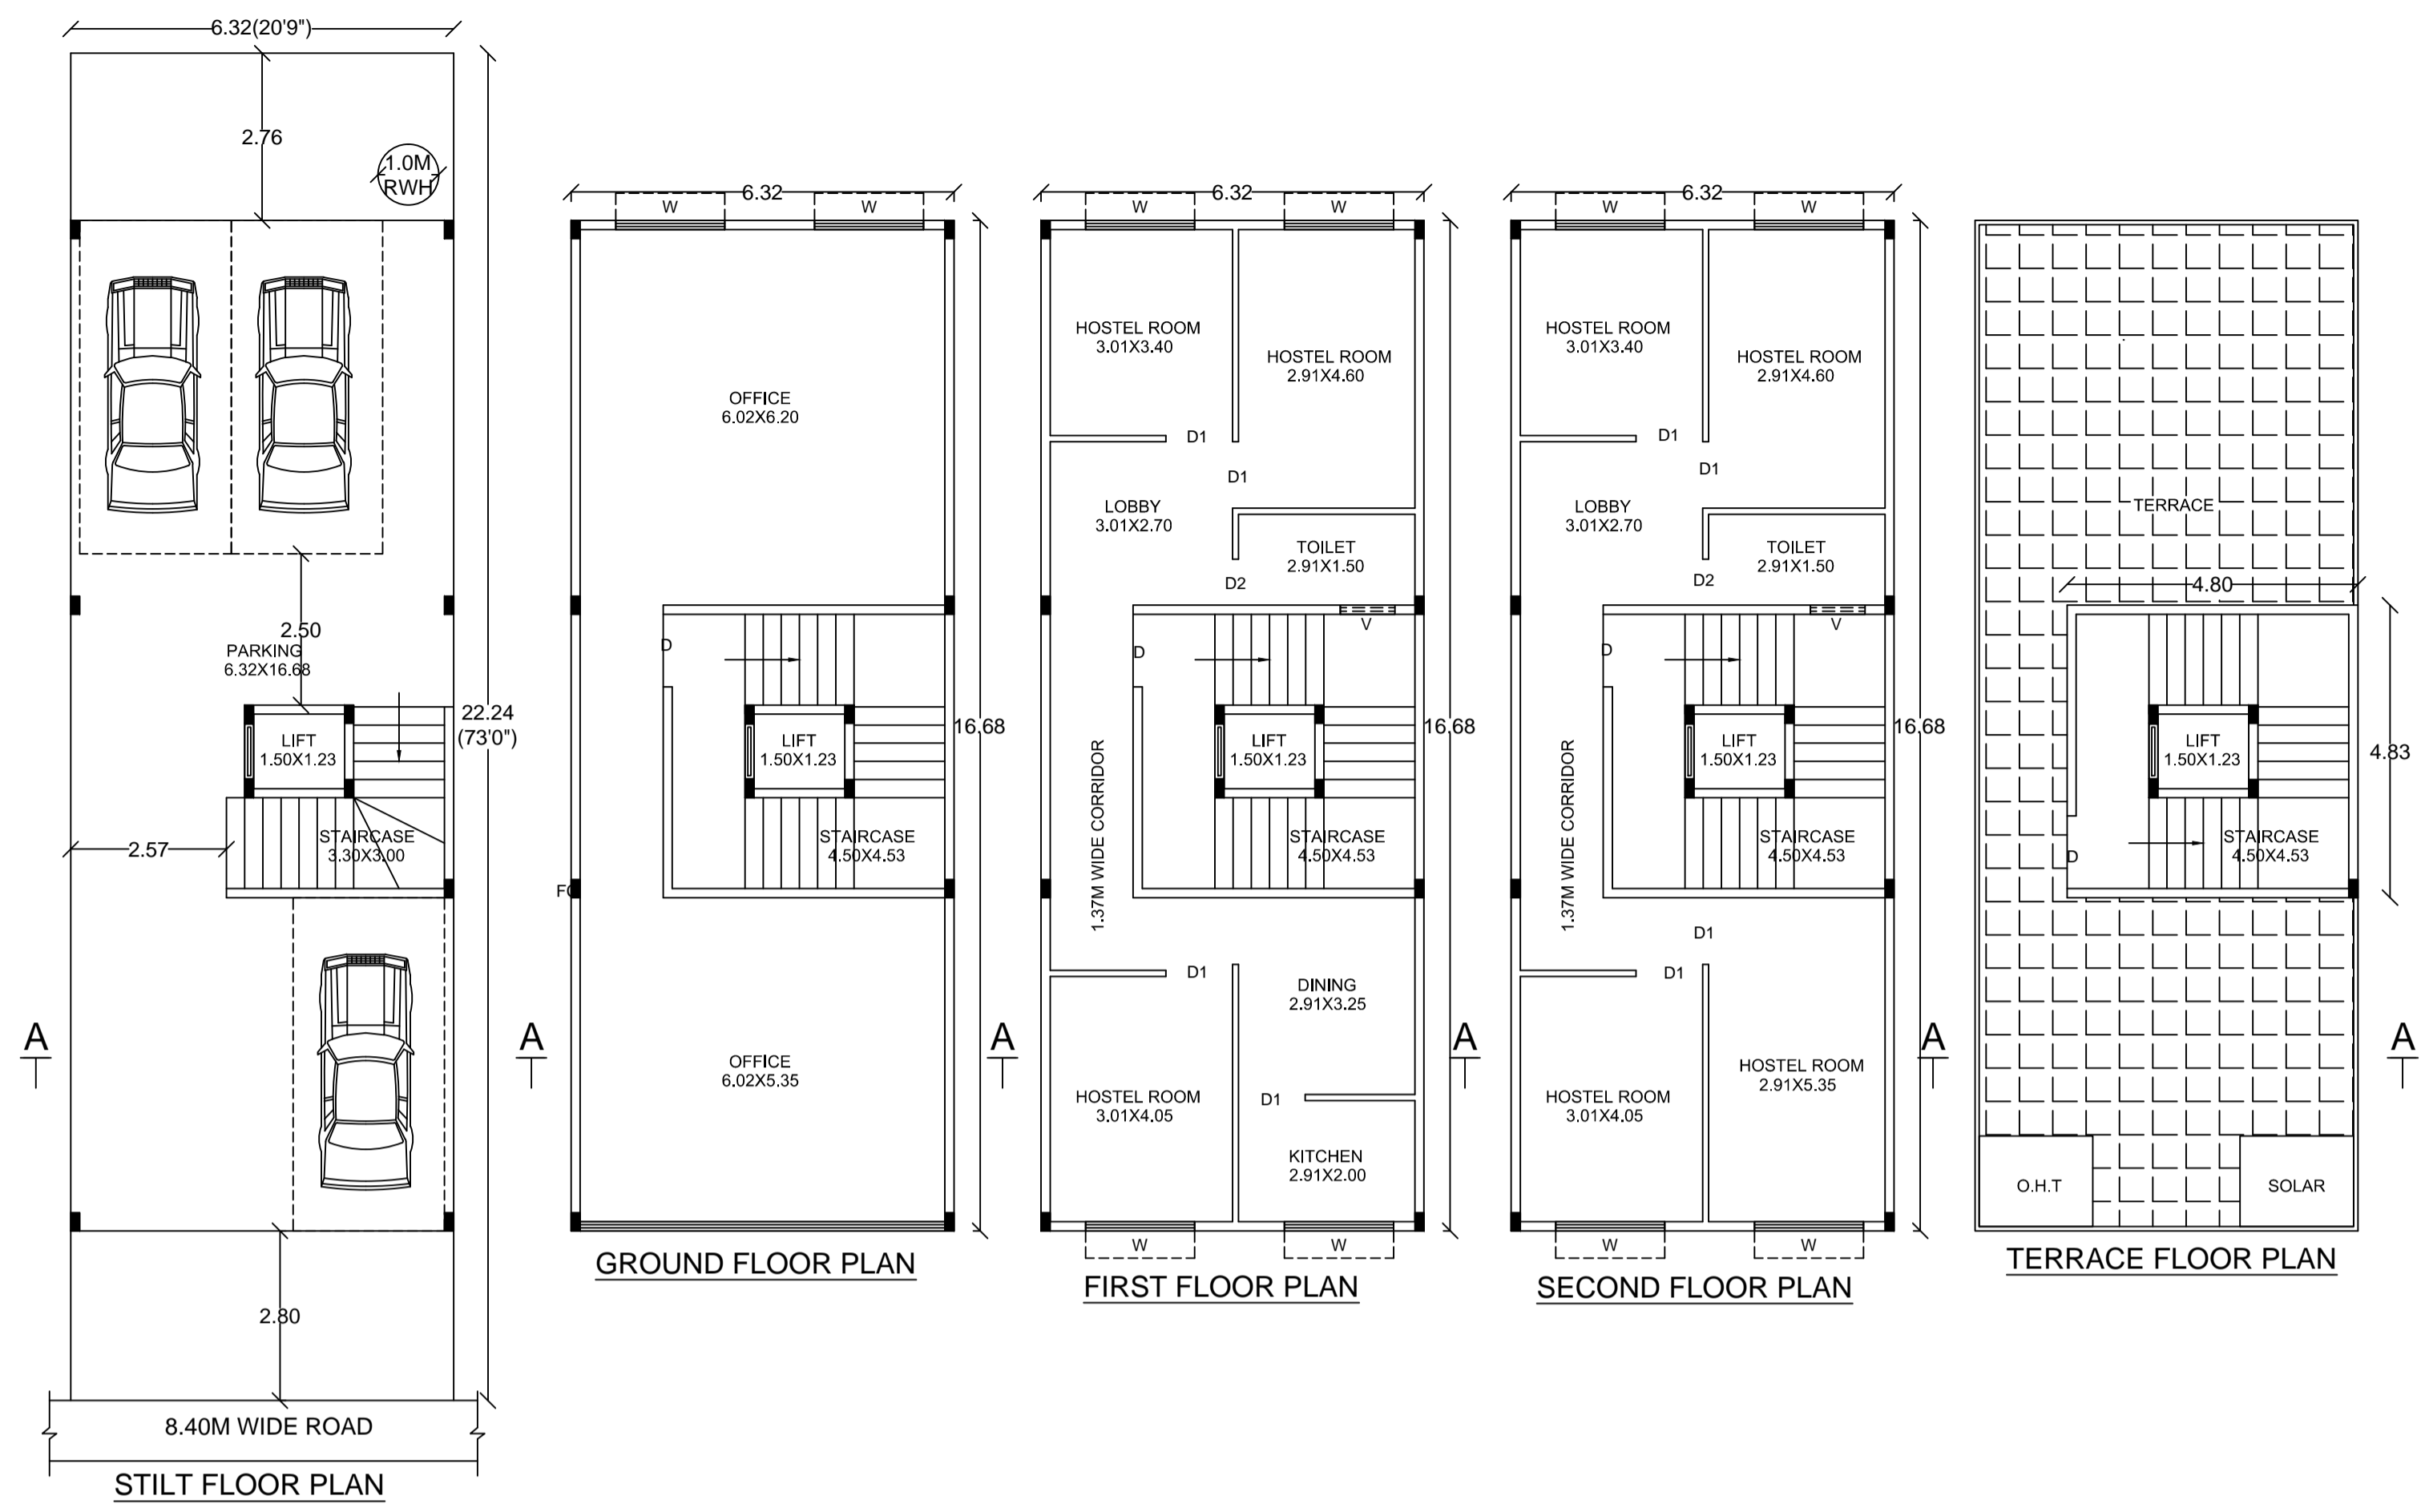 6.32(20'9")
2.76
1.0M
RWH
2.50
PARKING
6.32X16.68
22.24
(73'0")
LIFT
1.50X1.23
STAIRCASE
3.30X3.00
2.57
A
2.80
8.40M WIDE ROAD
STILT FLOOR PLAN
6.32
W
W
OFFICE
6.02X6.20
D
16.68
LIFT
1.50X1.23
STAIRCASE
4.50X4.53
A
OFFICE
6.02X5.35
GROUND FLOOR PLAN
6.32
W
W
HOSTEL ROOM
3.01X3.40
HOSTEL ROOM
2.91X4.60
D1
D1
LOBBY
3.01X2.70
TOILET
2.91X1.50
D2
V
D
16.68
LIFT
1.50X1.23
1.37M WIDE CORRIDOR
STAIRCASE
4.50X4.53
D1
DINING
2.91X3.25
A
HOSTEL ROOM
3.01X4.05
D1
KITCHEN
2.91X2.00
W
W
FIRST FLOOR PLAN
6.32
W
W
HOSTEL ROOM
3.01X3.40
HOSTEL ROOM
2.91X4.60
D1
D1
LOBBY
3.01X2.70
TOILET
2.91X1.50
D2
V
D
16.68
LIFT
1.50X1.23
1.37M WIDE CORRIDOR
STAIRCASE
4.50X4.53
D1
D1
A
HOSTEL ROOM
3.01X4.05
HOSTEL ROOM
2.91X5.35
W
W
SECOND FLOOR PLAN
TERRACE
4.80
LIFT
1.50X1.23
4.83
STAIRCASE
4.50X4.53
D
A
A
O.H.T
SOLAR
TERRACE FLOOR PLAN